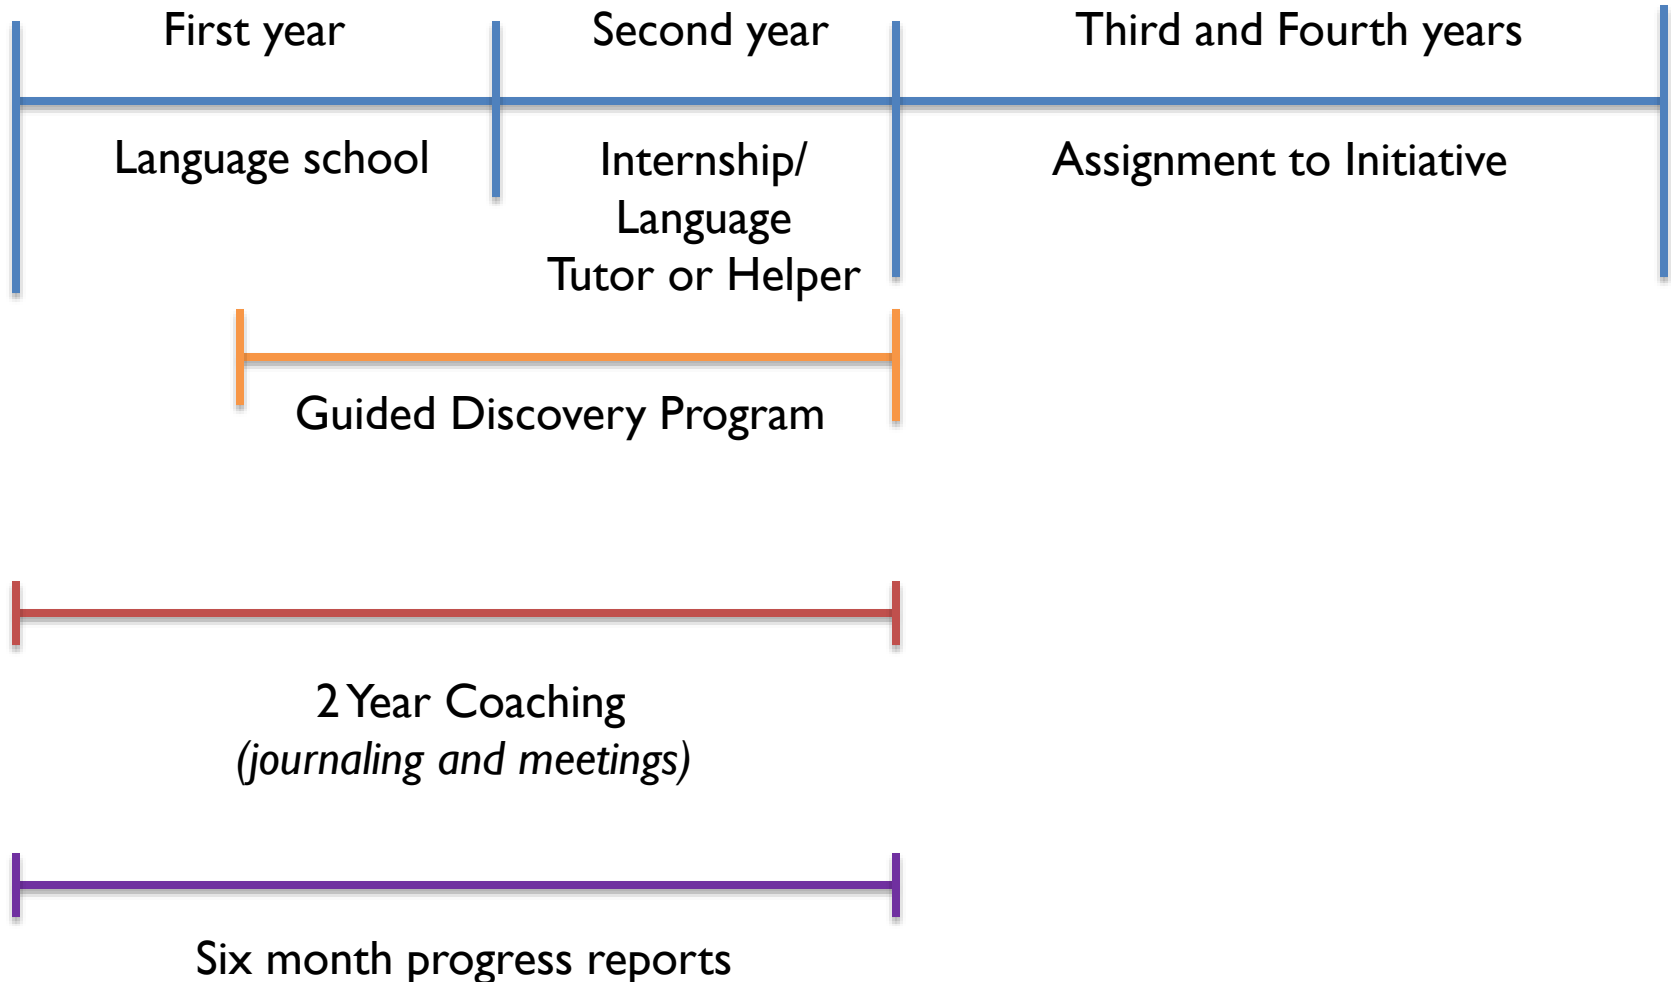 First year
Second year
Third and Fourth years
Language school
Internship/
Language
Tutor or Helper
Assignment to Initiative
Guided Discovery Program
2 Year Coaching
(journaling and meetings)
Six month progress reports